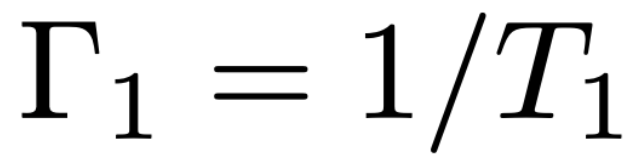 Γ₁ = 1/T₁